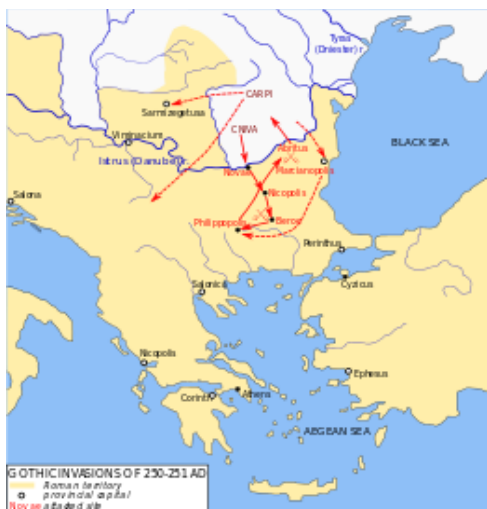 Tyras
(Dniester) r.
CARPI
Sarmizegetusa
CNIVA
Viminacium
Abritus
BLACK SEA
Istrus (Danube) r.
Marcianopolis
Novae
Nicopolis
Salona
Philippopolis
Beroe
Perinthus
Salonica
Cyzicus
Nicopolis
Ephesus
Corinth
Athens
AEGEAN SEA
GOTHIC INVASIONS OF 250-251 AD
Roman territory
provincial capital
Novae attacked site